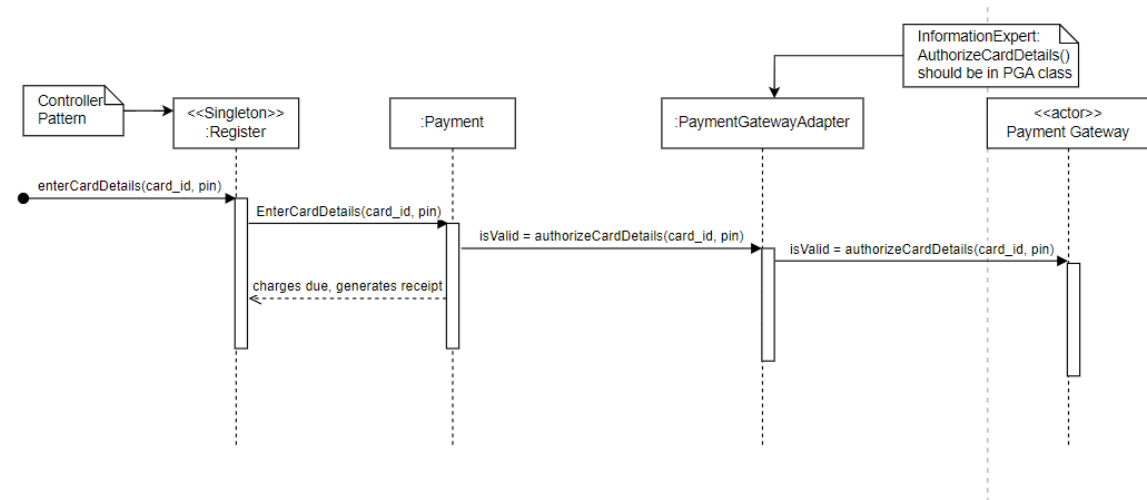 InformationExpert:
AuthorizeCardDetails()
should be in PGA class
Controller
Pattern
<<Singleton>>
:Register
:Payment
:PaymentGatewayAdapter
<<actor>>
Payment Gateway
enterCardDetails(card_id, pin)
EnterCardDetails(card_id, pin)
isValid = authorizeCardDetails(card_id, pin)
isValid = authorizeCardDetails(card_id, pin)
charges due, generates receipt